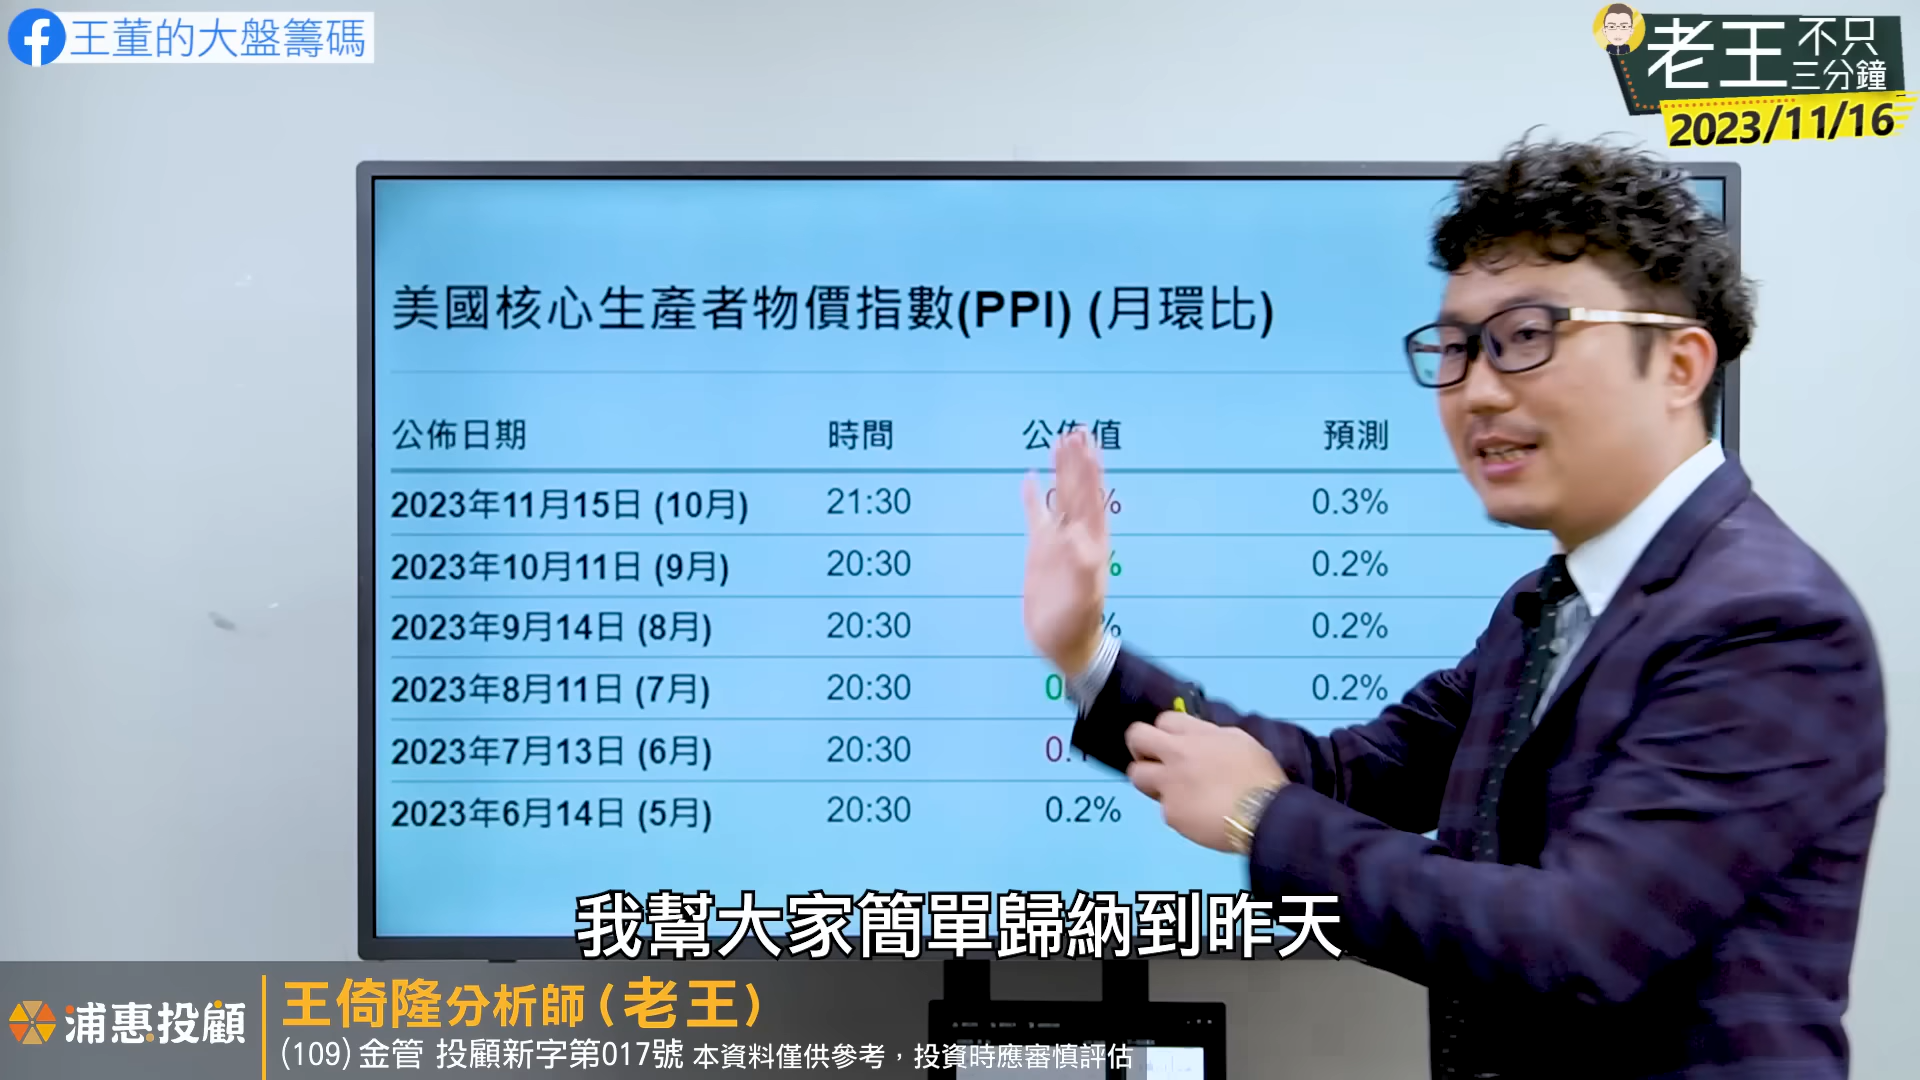 王董的大盤籌碼
老王不只三分鐘
2023/11/16
美國核心生產者物價指數(PPI) (月環比)
公佈日期 時間 公佈值 預測
2023年11月15日 (10月) 21:30 % 0.3%
2023年10月11日 (9月) 20:30 % 0.2%
2023年9月14日 (8月) 20:30 % 0.2%
2023年8月11日 (7月) 20:30 0 0.2%
2023年7月13日 (6月) 20:30 0.
2023年6月14日 (5月) 20:30 0.2%
我幫大家簡單歸納到昨天
浦惠投顧
王倚隆分析師(老王)
(109)金管 投顧新字第017號 本資料僅供參考，投資時應審慎評估